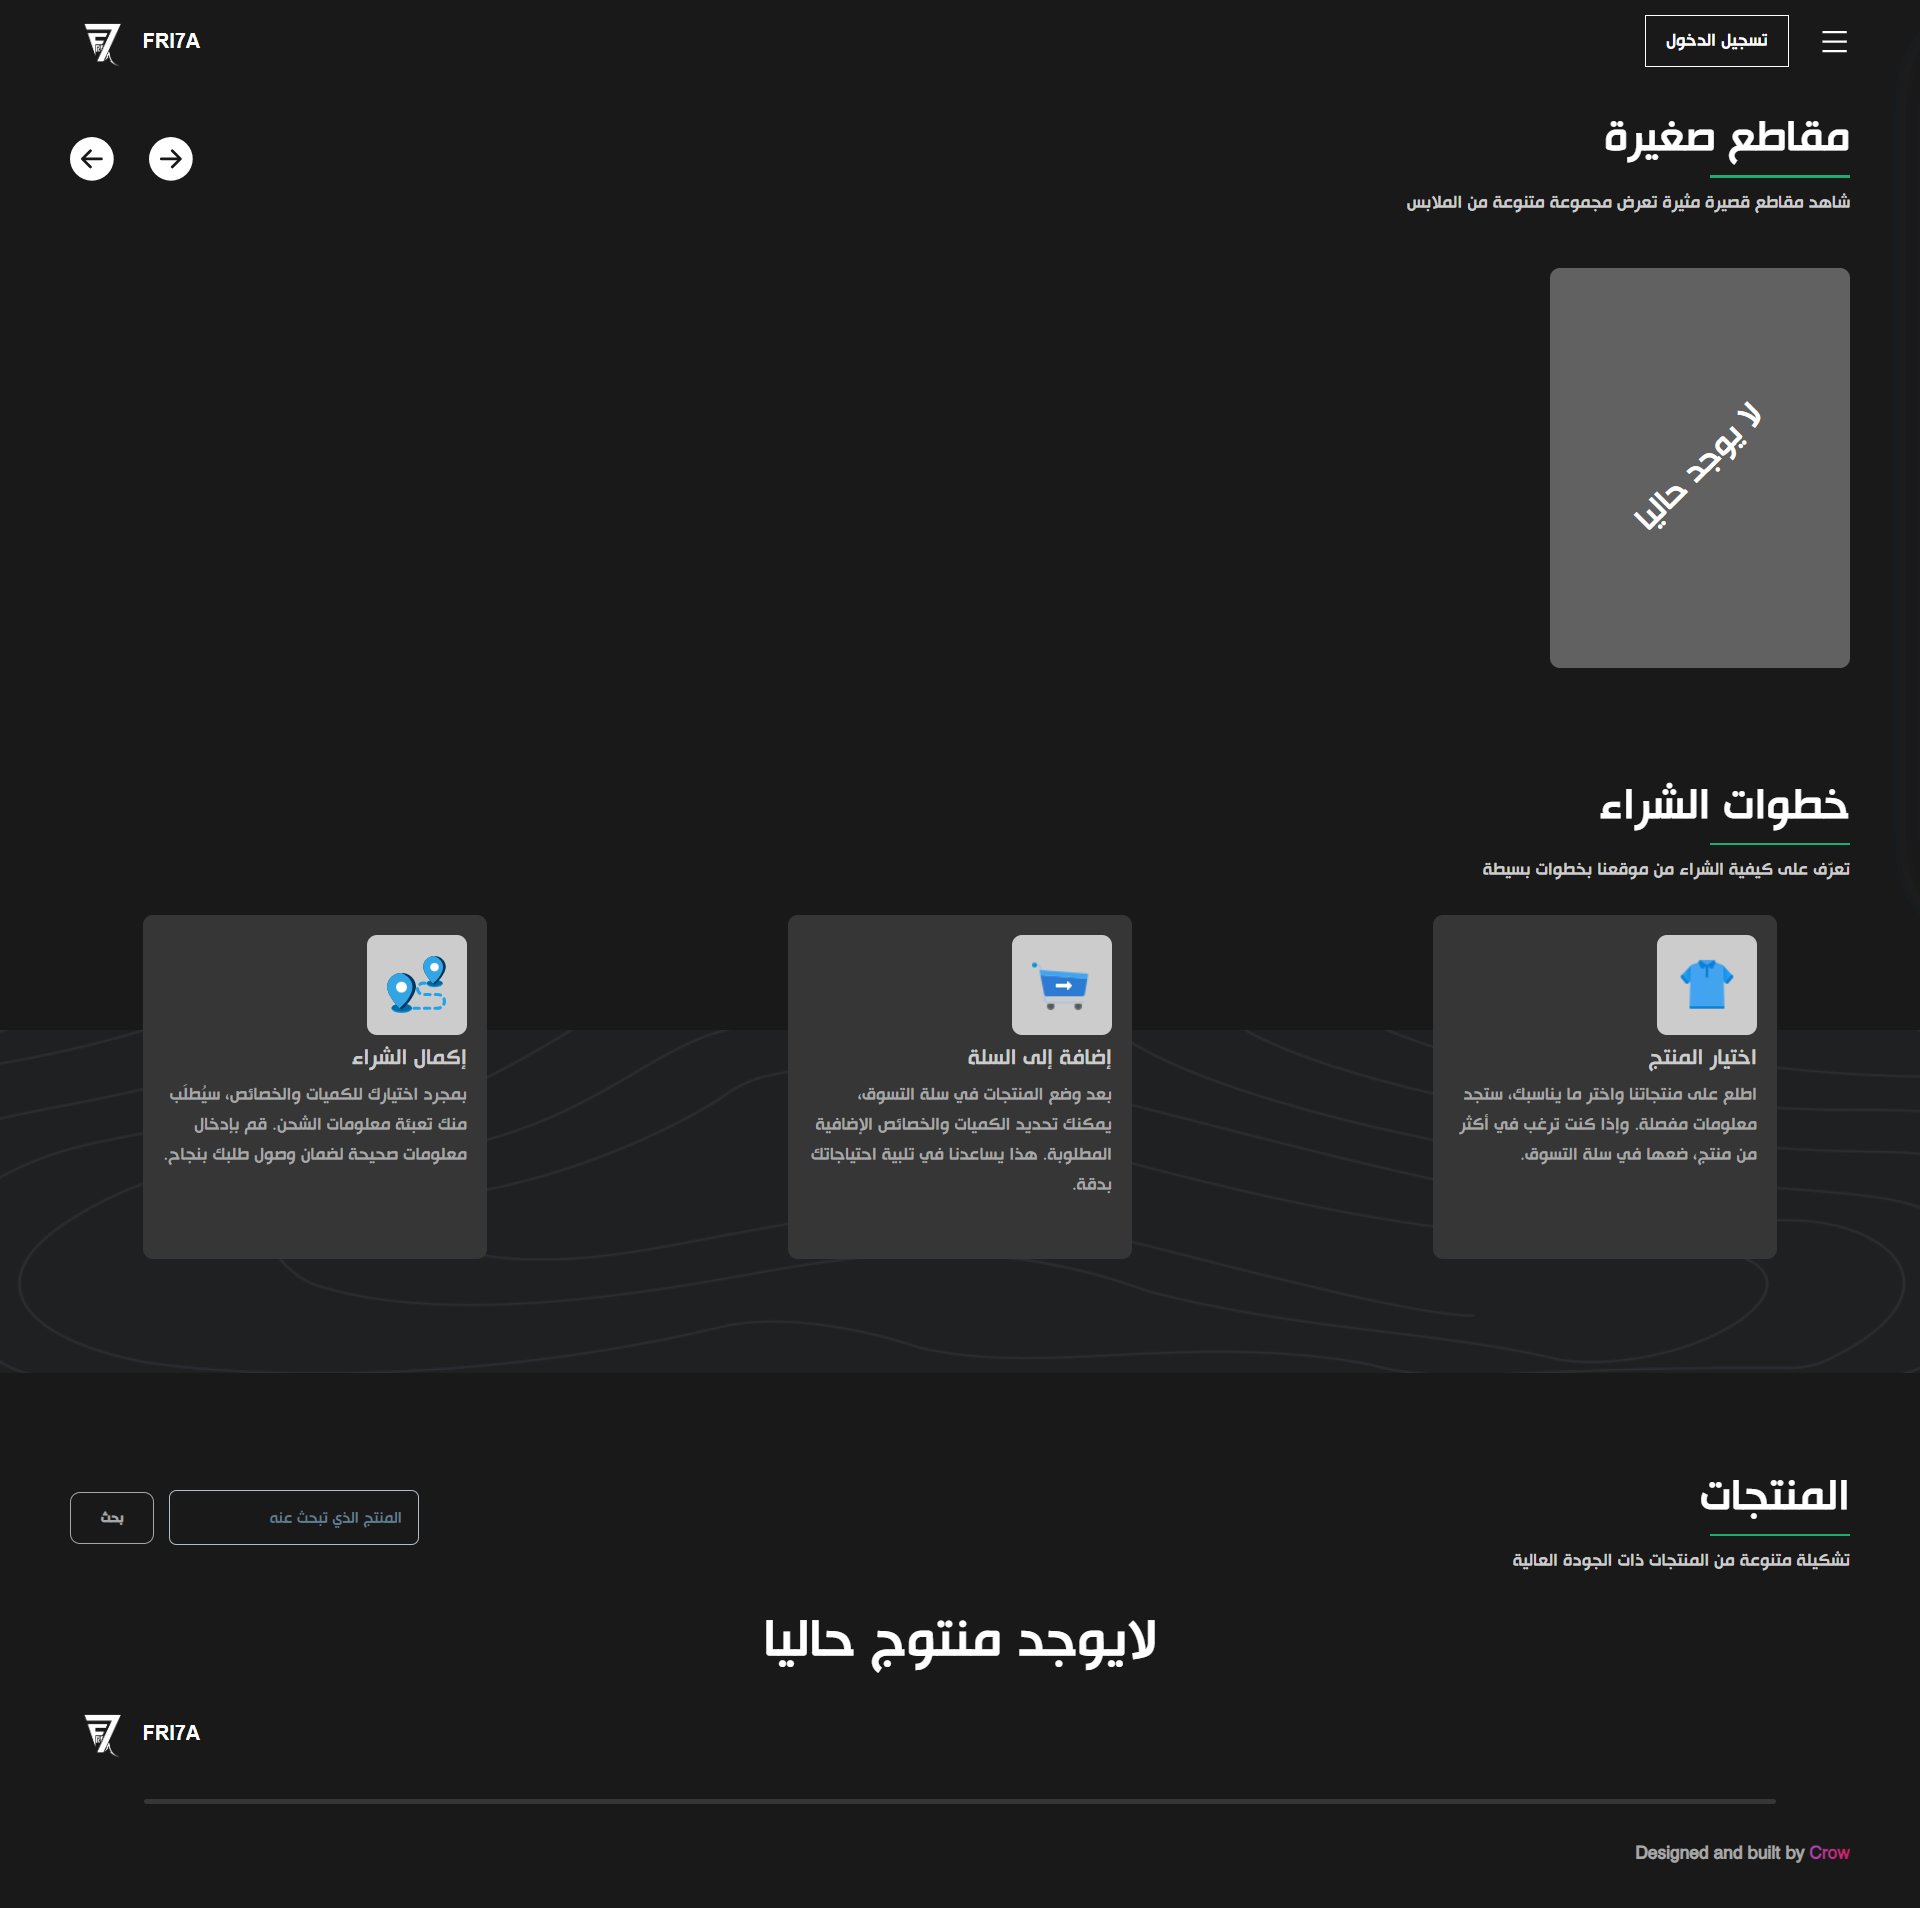 تسجيل الدخول
FRI7A
مقاطع صغيرة
شاهد مقاطع قصيرة مثيرة تعرض مجموعة متنوعة من الملابس
لا يوجد حاليا
خطوات الشراء
تعرّف على كيفية الشراء من موقعنا بخطوات بسيطة
اختيار المنتج
اطلع على منتجاتنا واختر ما يناسبك، ستجد
معلومات مفصلة. وإذا كنت ترغب في أكثر
من منتج، ضعها في سلة التسوق.
إضافة إلى السلة
بعد وضع المنتجات في سلة التسوق،
يمكنك تحديد الكميات والخصائص الإضافية
المطلوبة. هذا يساعدنا في تلبية احتياجاتك
بدقة.
إكمال الشراء
بمجرد اختيارك للكميات والخصائص، سيُطلَب
منك تعبئة معلومات الشحن. قم بإدخال
معلومات صحيحة لضمان وصول طلبك بنجاح.
المنتجات
تشكيلة متنوعة من المنتجات ذات الجودة العالية
المنتج الذي تبحث عنه
بحث
لايوجد منتوج حاليا
FRI7A
Designed and built by Crow